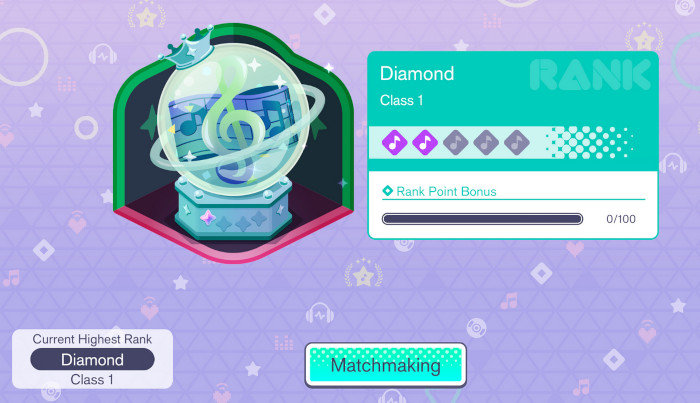 Diamond
RANK
Class 1
Rank Point Bonus
0/100
Current Highest Rank
Diamond
Class 1
Matchmaking